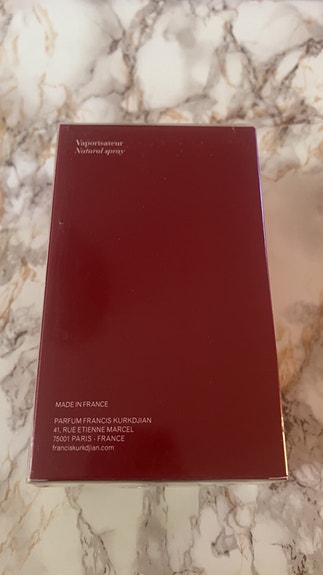 Vaporisateur
Natural spray
MADE IN FRANCE
PARFUM FRANCIS KURKDJIAN
41, RUE ETIENNE MARCEL
75001 PARIS - FRANCE
franciskurkdjian.com